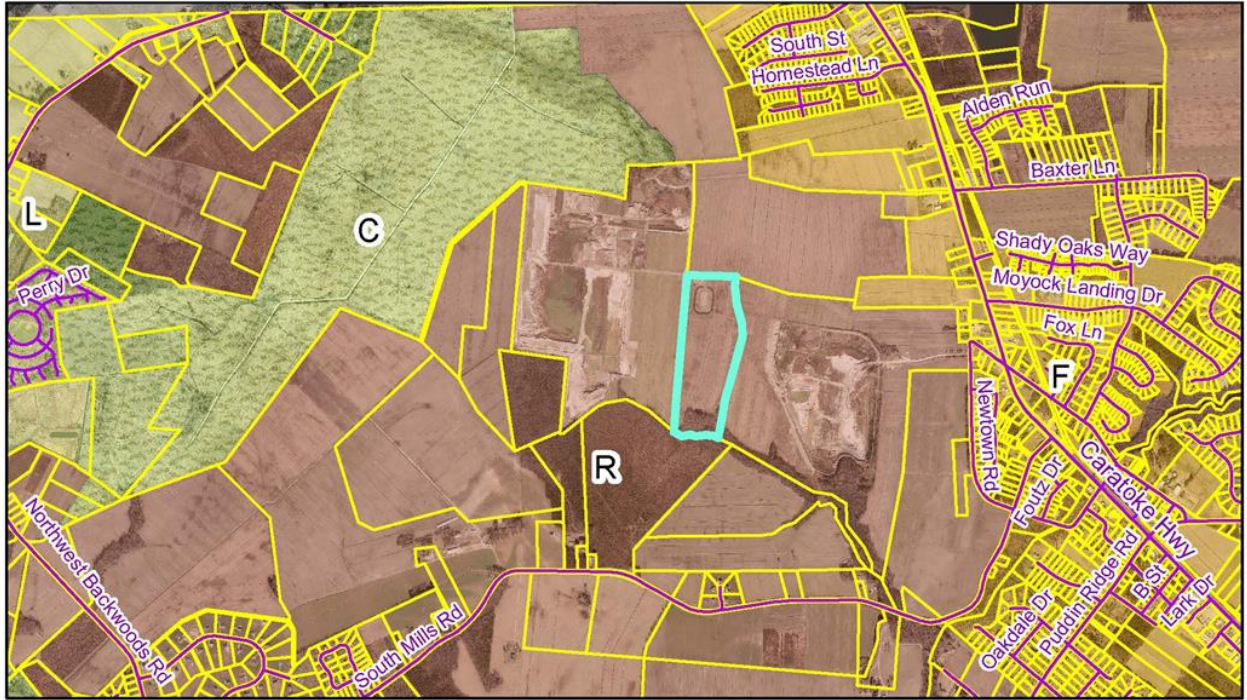 South St
Homestead Ln
Alden Run
Baxter Ln
L
C
Shady Oaks Way
Perry Dr
Moyock Landing Dr
Fox Ln
F
Newtown Rd
R
Caratoke Hwy
Foutz Dr
Northwest Backwoods Rd
Puddin Ridge Rd
B St
Lark Dr
Oakdale Dr
South Mills Rd